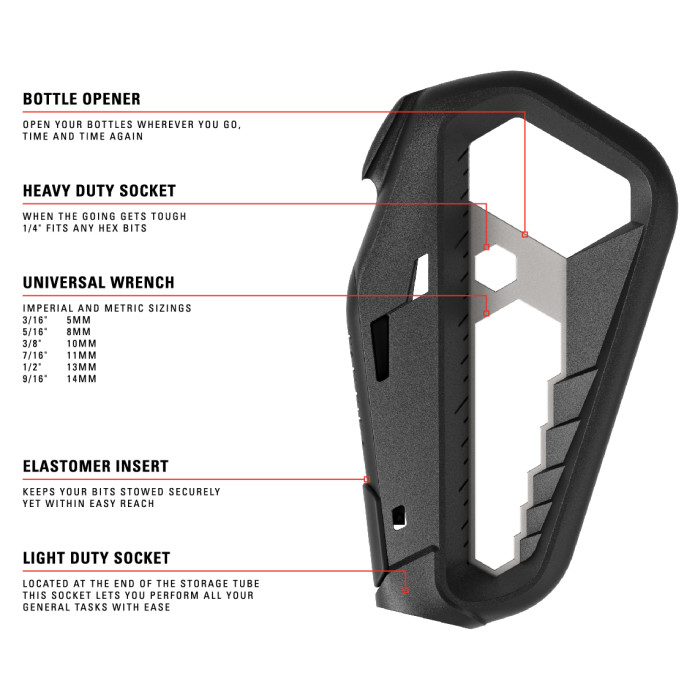 BOTTLE OPENER
OPEN YOUR BOTTLES WHEREVER YOU GO,
TIME AND TIME AGAIN
HEAVY DUTY SOCKET
WHEN THE GOING GETS TOUGH
1/4" FITS ANY HEX BITS
UNIVERSAL WRENCH
IMPERIAL AND METRIC SIZINGS
3/16" 5MM
5/16" 8MM
3/8" 10MM
7/16" 11MM
1/2" 13MM
9/16" 14MM
ELASTOMER INSERT
KEEPS YOUR BITS STOWED SECURELY
YET WITHIN EASY REACH
LIGHT DUTY SOCKET
LOCATED AT THE END OF THE STORAGE TUBE
THIS SOCKET LETS YOU PERFORM ALL YOUR
GENERAL TASKS WITH EASE